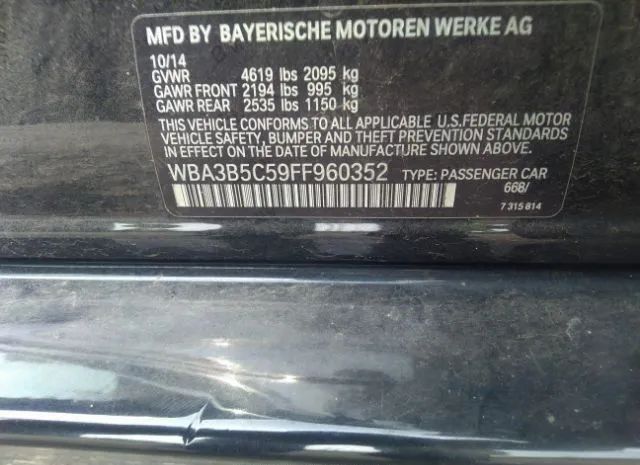 MFD BY BAYERISCHE MOTOREN WERKE AG
10/14
GVWR 4619 lbs 2095 kg
GAWR FRONT 2194 lbs 995 kg
GAWR REAR 2535 lbs 1150 kg
THIS VEHICLE CONFORMS TO ALL APPLICABLE U.S.FEDERAL MOTOR
VEHICLE SAFETY, BUMPER AND THEFT PREVENTION STANDARDS
IN EFFECT ON THE DATE OF MANUFACTURE SHOWN ABOVE.
WBA3B5C59FF960352 TYPE: PASSENGER CAR
668/
7 315 814